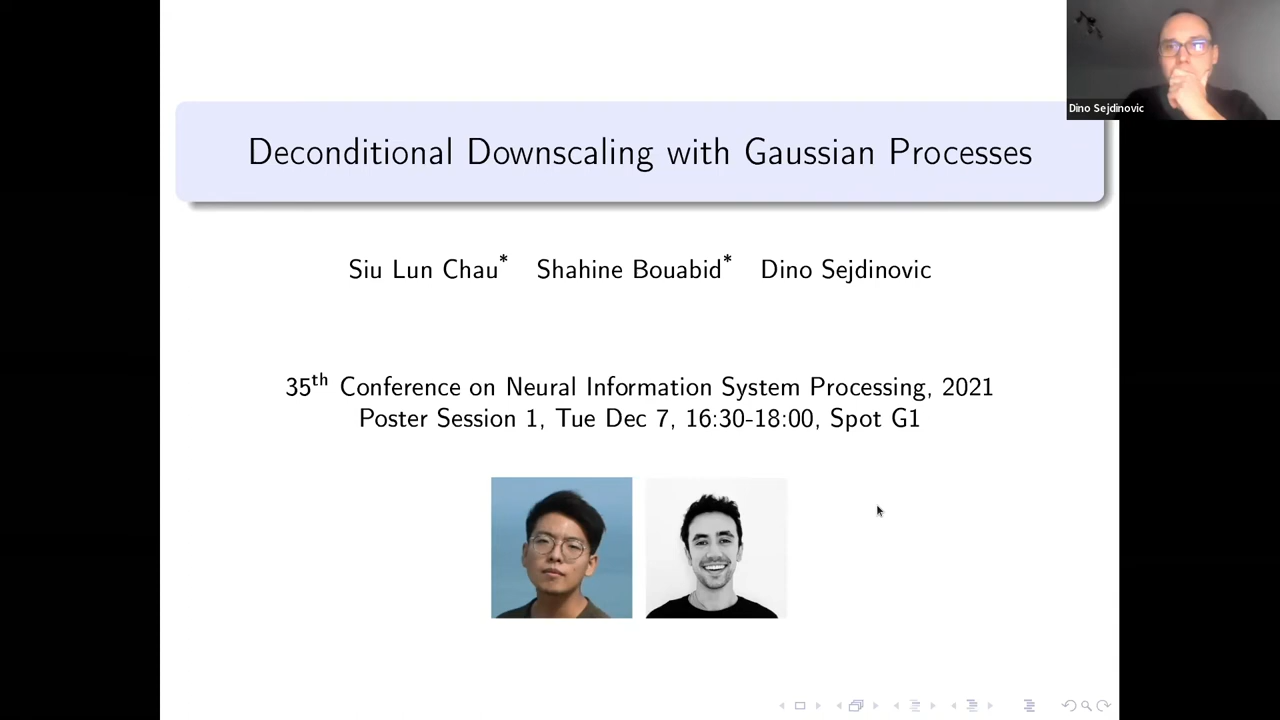 Dino Sejdinovic
Deconditional Downscaling with Gaussian Processes
Siu Lun Chau* Shahine Bouabid* Dino Sejdinovic
35th Conference on Neural Information System Processing, 2021
Poster Session 1, Tue Dec 7, 16:30-18:00, Spot G1